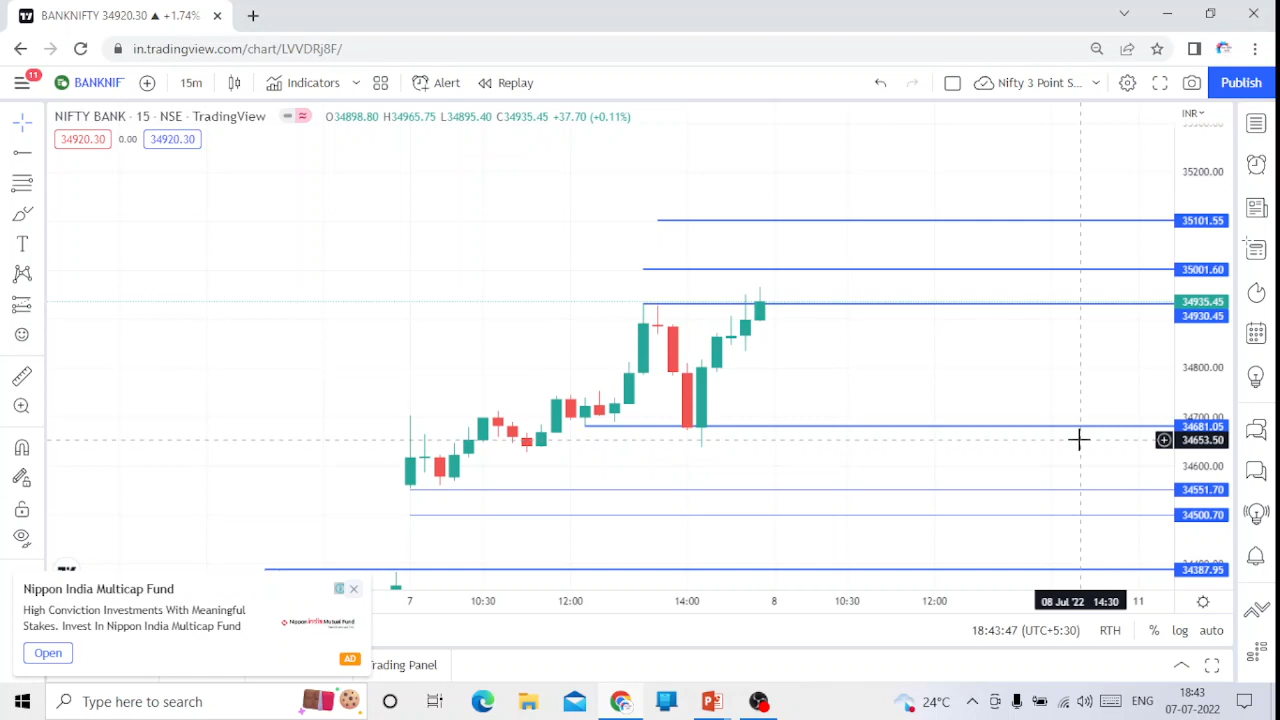 BANKNIFTY 34920.30 ▲ +1.74%
in.tradingview.com/chart/LVVDRj8F/
11
BANKNIF
15m
Indicators
Alert
Replay
Nifty 3 Point S...
Publish
NIFTY BANK · 15 · NSE · TradingView
O34898.80 H34965.75 L34895.40 C34935.45 +37.70 (+0.11%)
INR
34920.30 0.00 34920.30
35200.00
35101.55
35001.60
34935.45
34930.45
34800.00
34700.00
34681.05
34653.50
34600.00
34551.70
34500.70
34387.95
Nippon India Multicap Fund
High Conviction Investments With Meaningful
Stakes. Invest In Nippon India Multicap Fund
Nippon India Mutual Fund
Open
AD
7 10:30 12:00 14:00 8 10:30 12:00 08 Jul '22 14:30 11
18:43:47 (UTC+5:30) RTH % log auto
Trading Panel
Type here to search
24°C
ENG
18:43
07-07-2022